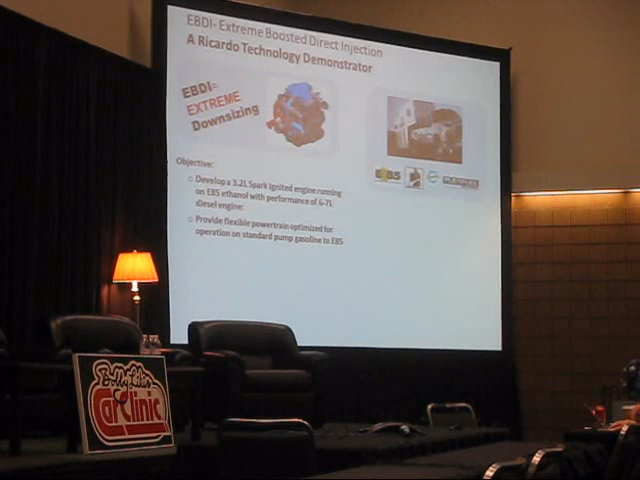 EBDI- Extreme Boosted Direct Injection
A Ricardo Technology Demonstrator
EBDI=
EXTREME
Downsizing
Objective:
Develop a 3.2L Spark Ignited engine running
on E85 ethanol with performance of 6-7L
diesel engine:
Provide flexible powertrain optimized for
operation on standard pump gasoline to E85
E85
Bobby Likis
Car Clinic